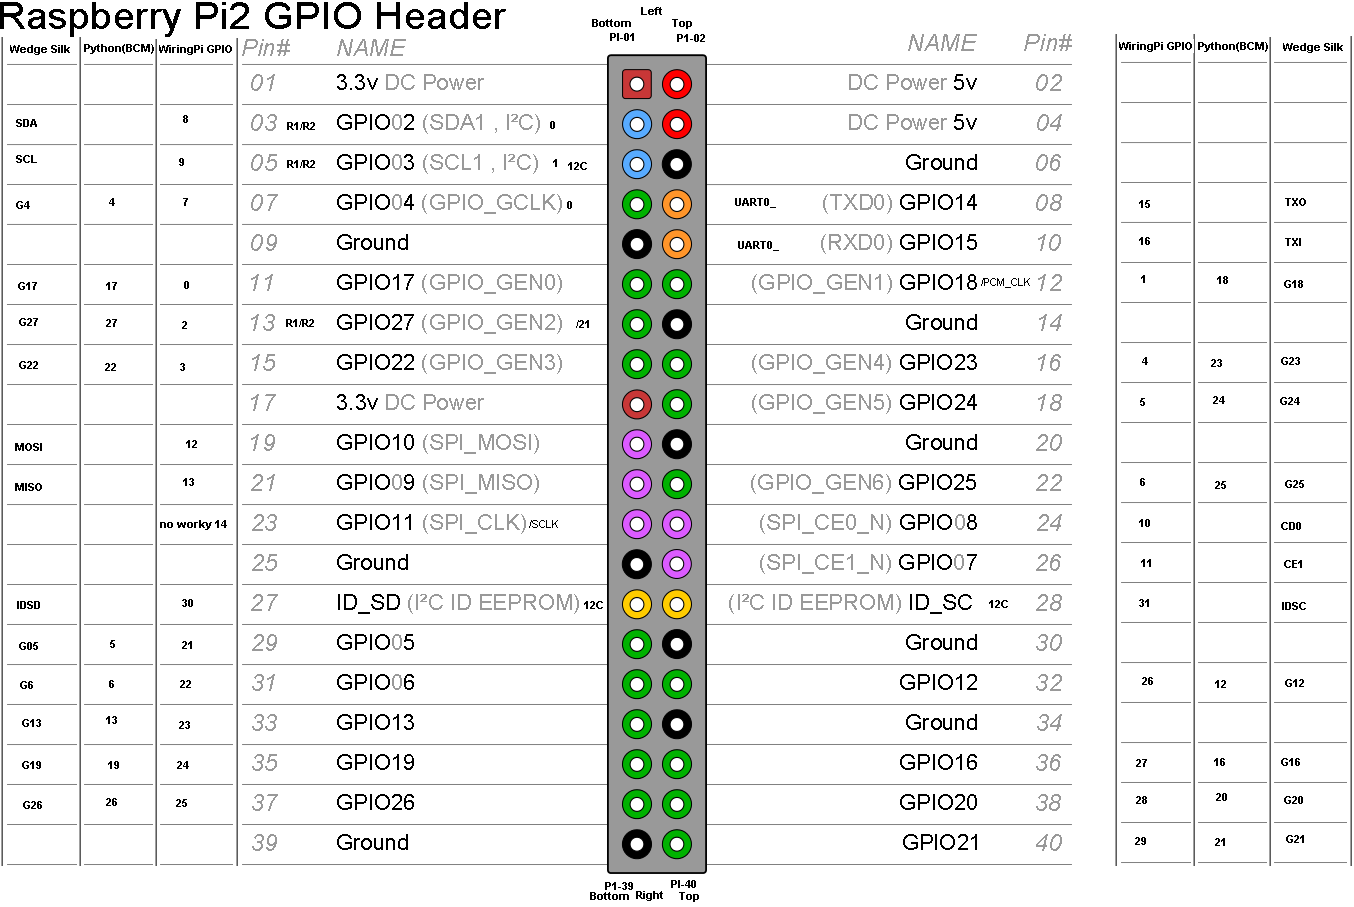 Raspberry Pi2 GPIO Header
Left
Bottom Top
PI-01 P1-02
Wedge Silk Python(BCM) WiringPi GPIO Pin# NAME NAME Pin# WiringPi GPIO Python(BCM) Wedge Silk
01 3.3v DC Power DC Power 5v 02
SDA 8 03 R1/R2 GPIO02 (SDA1 , I²C) 0 DC Power 5v 04
SCL 9 05 R1/R2 GPIO03 (SCL1 , I²C) 1 12C Ground 06
G4 4 7 07 GPIO04 (GPIO_GCLK) 0 UART0_ (TXD0) GPIO14 08 15 TXO
09 Ground UART0_ (RXD0) GPIO15 10 16 TXI
G17 17 0 11 GPIO17 (GPIO_GEN0) (GPIO_GEN1) GPIO18 /PCM_CLK 12 1 18 G18
G27 27 2 13 R1/R2 GPIO27 (GPIO_GEN2) /21 Ground 14
G22 22 3 15 GPIO22 (GPIO_GEN3) (GPIO_GEN4) GPIO23 16 4 23 G23
17 3.3v DC Power (GPIO_GEN5) GPIO24 18 5 24 G24
MOSI 12 19 GPIO10 (SPI_MOSI) Ground 20
MISO 13 21 GPIO09 (SPI_MISO) (GPIO_GEN6) GPIO25 22 6 25 G25
no worky 14 23 GPIO11 (SPI_CLK) /SCLK (SPI_CE0_N) GPIO08 24 10 CD0
25 Ground (SPI_CE1_N) GPIO07 26 11 CE1
IDSD 30 27 ID_SD (I²C ID EEPROM) 12C (I²C ID EEPROM) ID_SC 12C 28 31 IDSC
G05 5 21 29 GPIO05 Ground 30
G6 6 22 31 GPIO06 GPIO12 32 26 12 G12
G13 13 23 33 GPIO13 Ground 34
G19 19 24 35 GPIO19 GPIO16 36 27 16 G16
G26 26 25 37 GPIO26 GPIO20 38 28 20 G20
39 Ground GPIO21 40 29 21 G21
P1-39 PI-40
Bottom Right Top